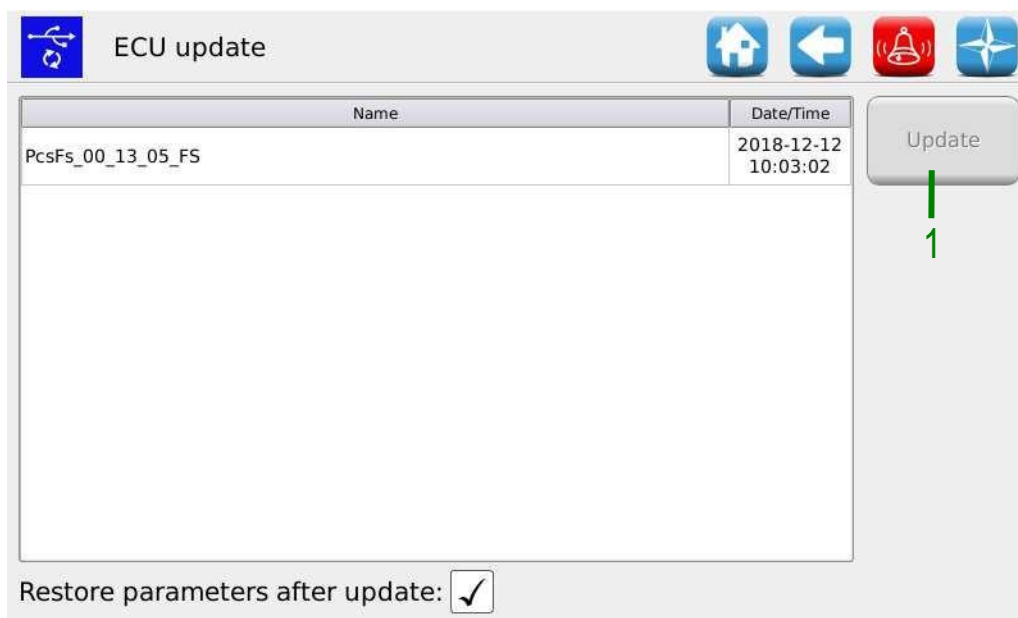 ECU update
Name Date/Time
PcsFs_00_13_05_FS 2018-12-12
10:03:02
Update
1
Restore parameters after update: